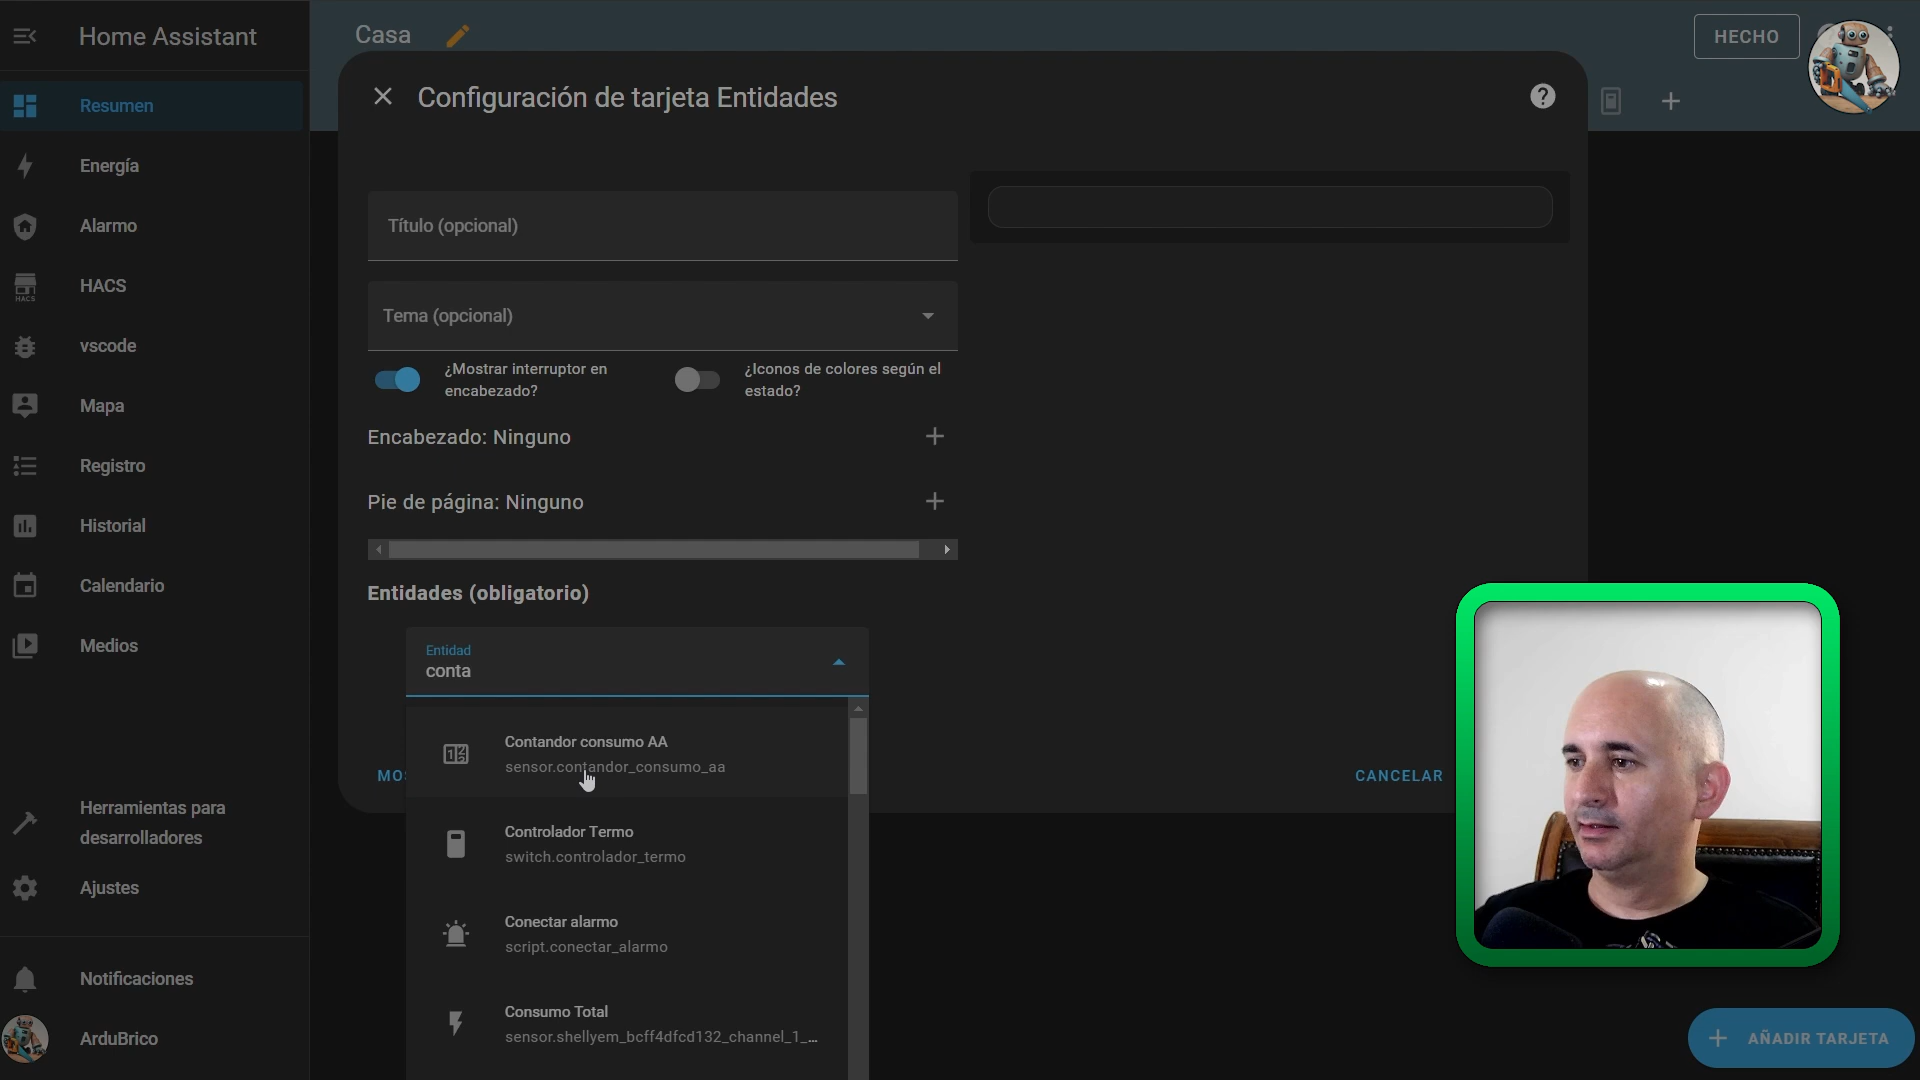 Home Assistant
Casa
HECHO
Resumen
Energía
Alarmo
HACS
HACS
vscode
Mapa
Registro
Historial
Calendario
Medios
Herramientas para
desarrolladores
Ajustes
Notificaciones
ArduBrico
Configuración de tarjeta Entidades
Título (opcional)
Tema (opcional)
¿Mostrar interruptor en
encabezado?
¿Iconos de colores según el
estado?
Encabezado: Ninguno
Pie de página: Ninguno
Entidades (obligatorio)
Entidad
conta
Contandor consumo AA
sensor.contandor_consumo_aa
Controlador Termo
switch.controlador_termo
Conectar alarmo
script.conectar_alarmo
Consumo Total
sensor.shellyem_bcff4dfcd132_channel_1_...
MOS
CANCELAR
AÑADIR TARJETA